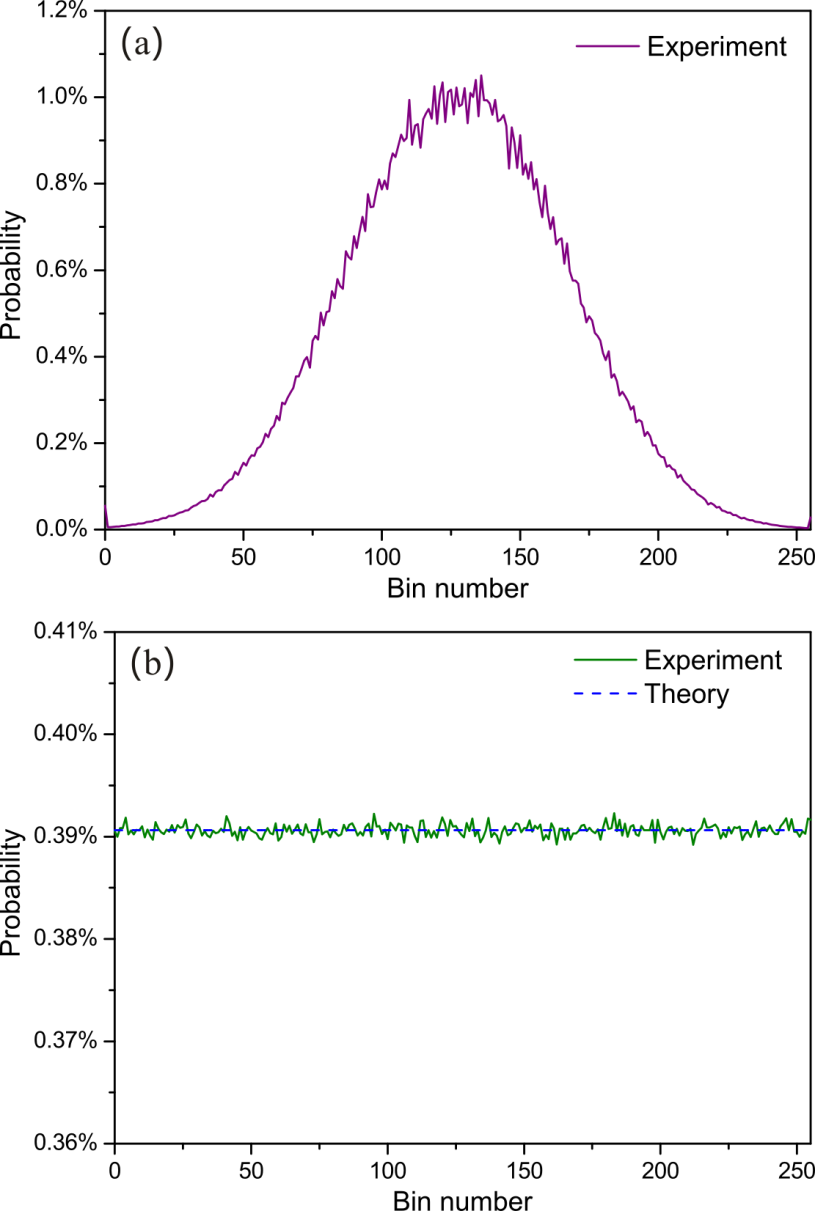 (a)
Experiment
1.2%
1.0%
0.8%
0.6%
0.4%
0.2%
0.0%
Probability
0 50 100 150 200 250
Bin number
(b)
Experiment
Theory
0.41%
0.40%
0.39%
0.38%
0.37%
0.36%
Probability
0 50 100 150 200 250
Bin number